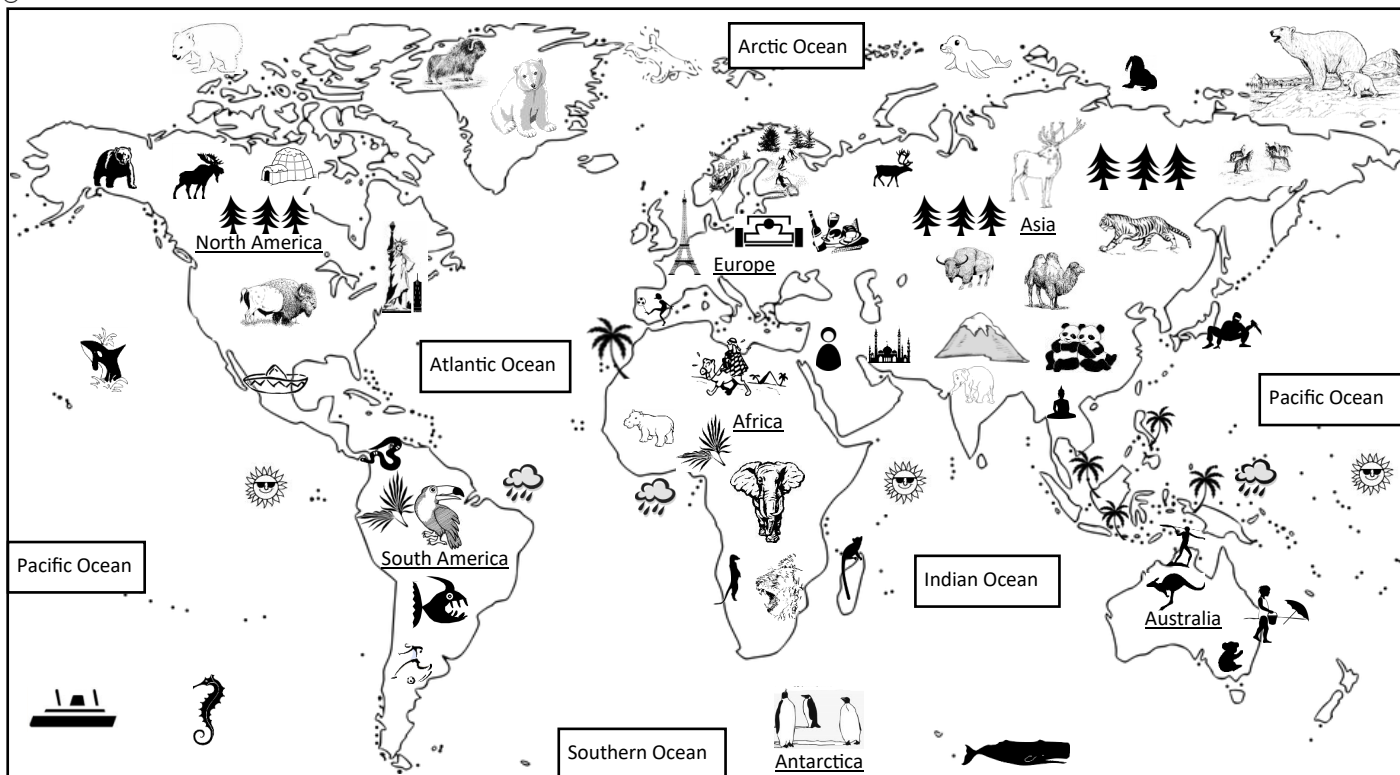 Arctic Ocean
North America
Asia
Europe
Atlantic Ocean
Pacific Ocean
Africa
South America
Pacific Ocean
Indian Ocean
Australia
Southern Ocean
Antarctica